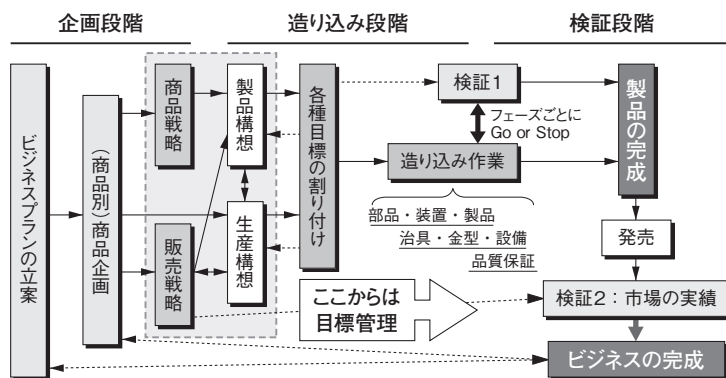 企画段階
造り込み段階
検証段階
ビジネスプランの立案
(商品別)商品企画
商品戦略
販売戦略
製品構想
生産構想
各種目標の割り付け
検証1
フェーズごとに
Go or Stop
造り込み作業
部品・装置・製品
治具・金型・設備
品質保証
ここからは
目標管理
製品の完成
発売
検証2：市場の実績
ビジネスの完成